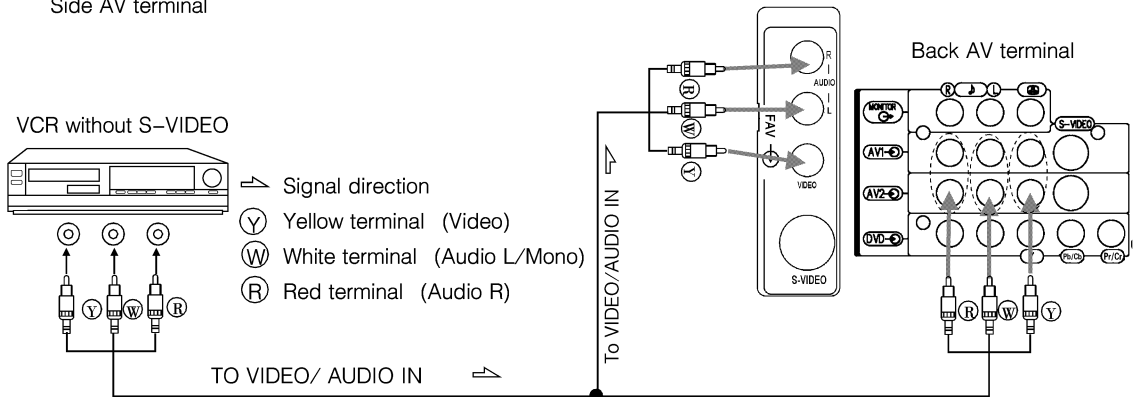 Side AV terminal
VCR without S-VIDEO
Signal direction
Y Yellow terminal (Video)
W White terminal (Audio L/Mono)
R Red terminal (Audio R)
Y W R
TO VIDEO/ AUDIO IN
To VIDEO/AUDIO IN
R
W
Y
R
AUDIO
L
FAV
VIDEO
S-VIDEO
Back AV terminal
R L
MONITOR
S-VIDEO
AV1
AV2
DVD
Y Pb/Cb Pr/Cr
R W Y